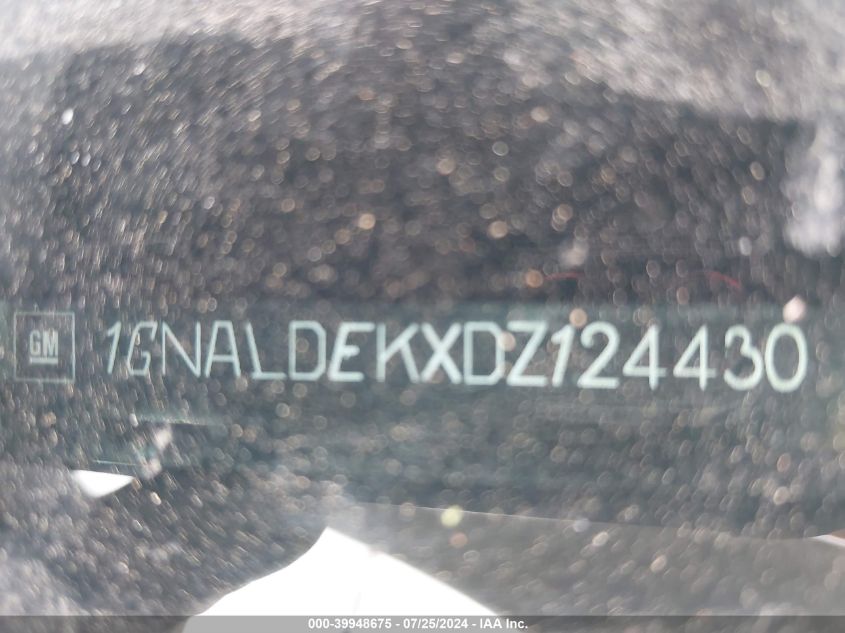 GM 1GNALDEKXDZ124430
000-39948675 - 07/25/2024 - IAA Inc.